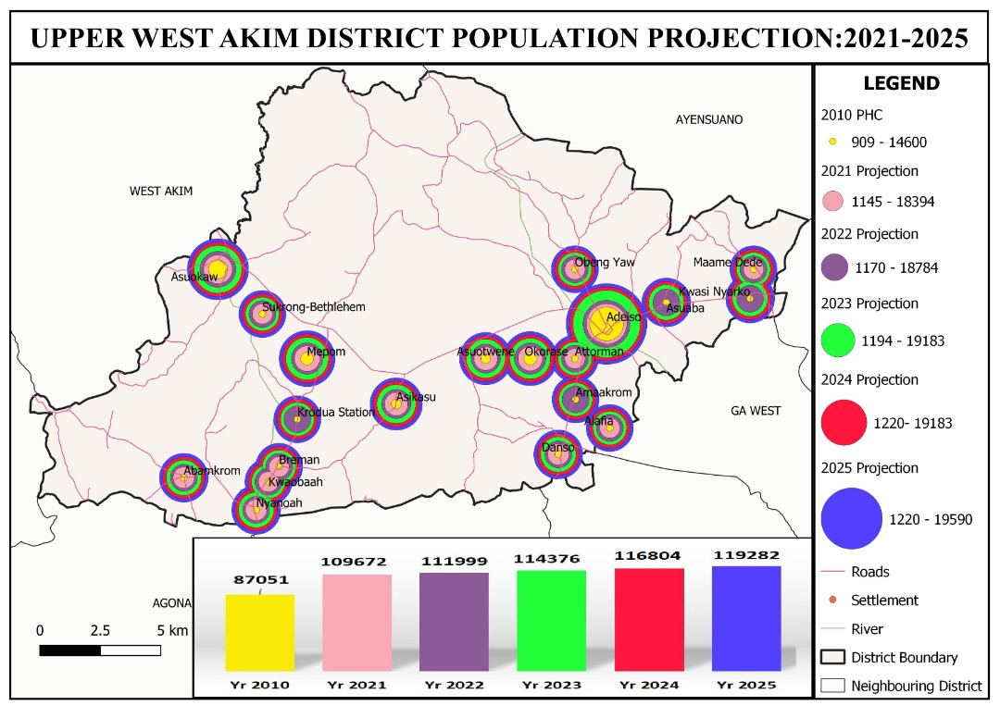 UPPER WEST AKIM DISTRICT POPULATION PROJECTION:2021-2025
AYENSUANO
WEST AKIM
Asuokaw
Obeng Yaw
Maame Dede
Kwasi Nyarko
Asuaba
Sukrong-Bethlehem
Adeiso
Mepom
Asuotwene
Okorase
Attorman
Asikasu
Amaakrom
Krodua Station
GA WEST
Alafia
Danso
Breman
Abamkrom
Kwaobaah
Nyanoah
AGONA
0 2.5 5 km
87051
109672
111999
114376
116804
119282
Yr 2010 Yr 2021 Yr 2022 Yr 2023 Yr 2024 Yr 2025
LEGEND
2010 PHC
909 - 14600
2021 Projection
1145 - 18394
2022 Projection
1170 - 18784
2023 Projection
1194 - 19183
2024 Projection
1220- 19183
2025 Projection
1220 - 19590
Roads
Settlement
River
District Boundary
Neighbouring District